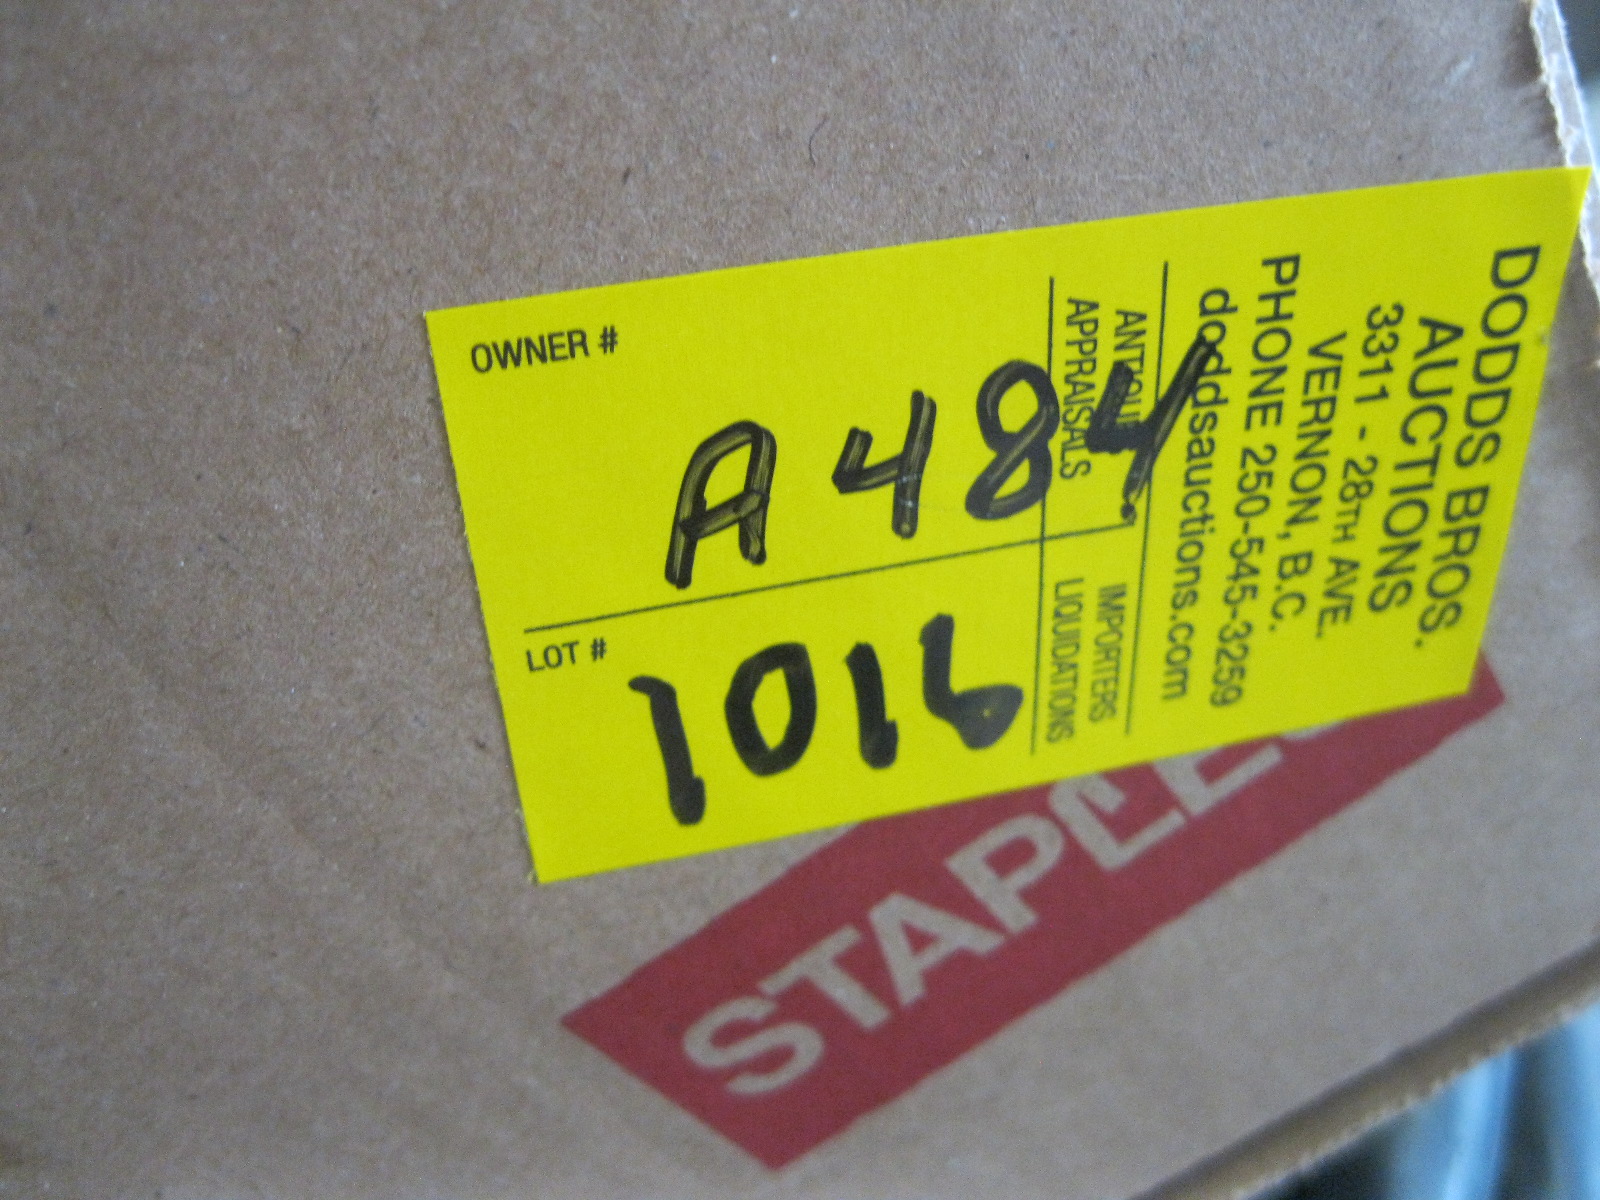 DODDS BROS.
AUCTIONS
3311 - 28TH AVE.
VERNON, B.C.
PHONE 250-545-3259
doddsauctions.com
IMPORTERS
APPRAISALS LIQUIDATIONS
OWNER #
A484
LOT #
1016